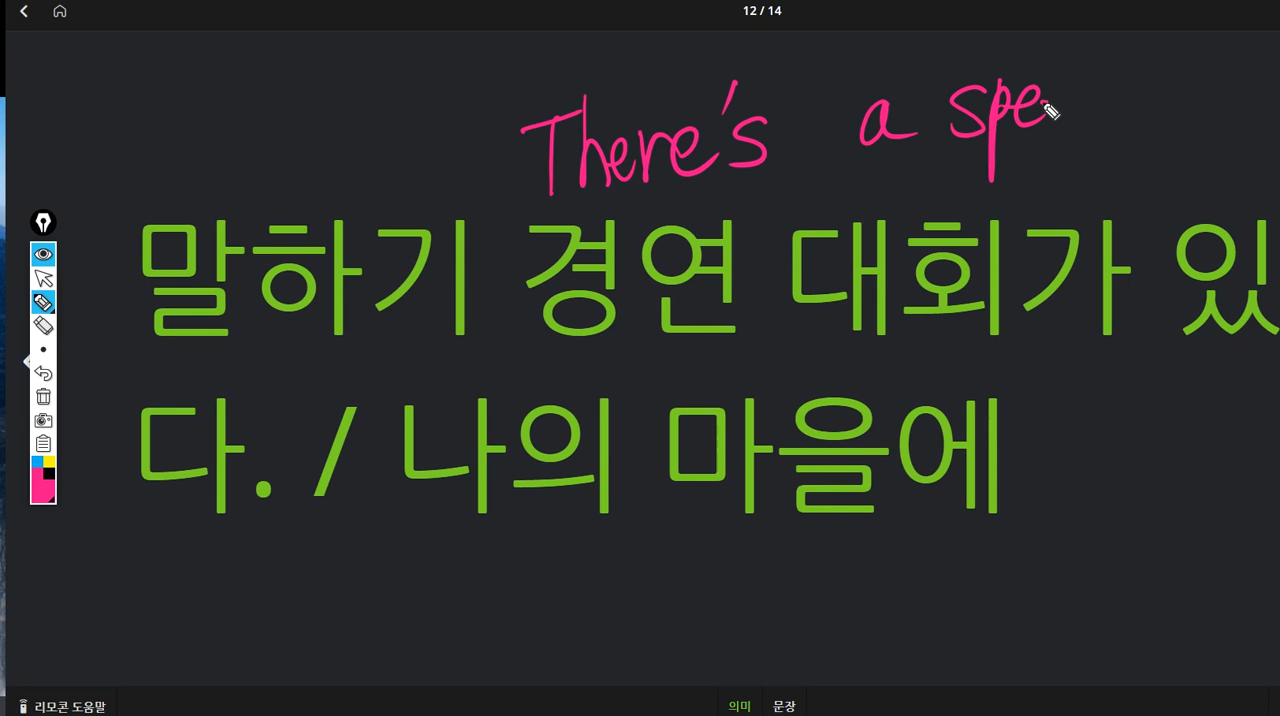 12 / 14
There's a spe
말하기 경연 대회가 있
다. / 나의 마을에
리모콘 도움말
의미
문장